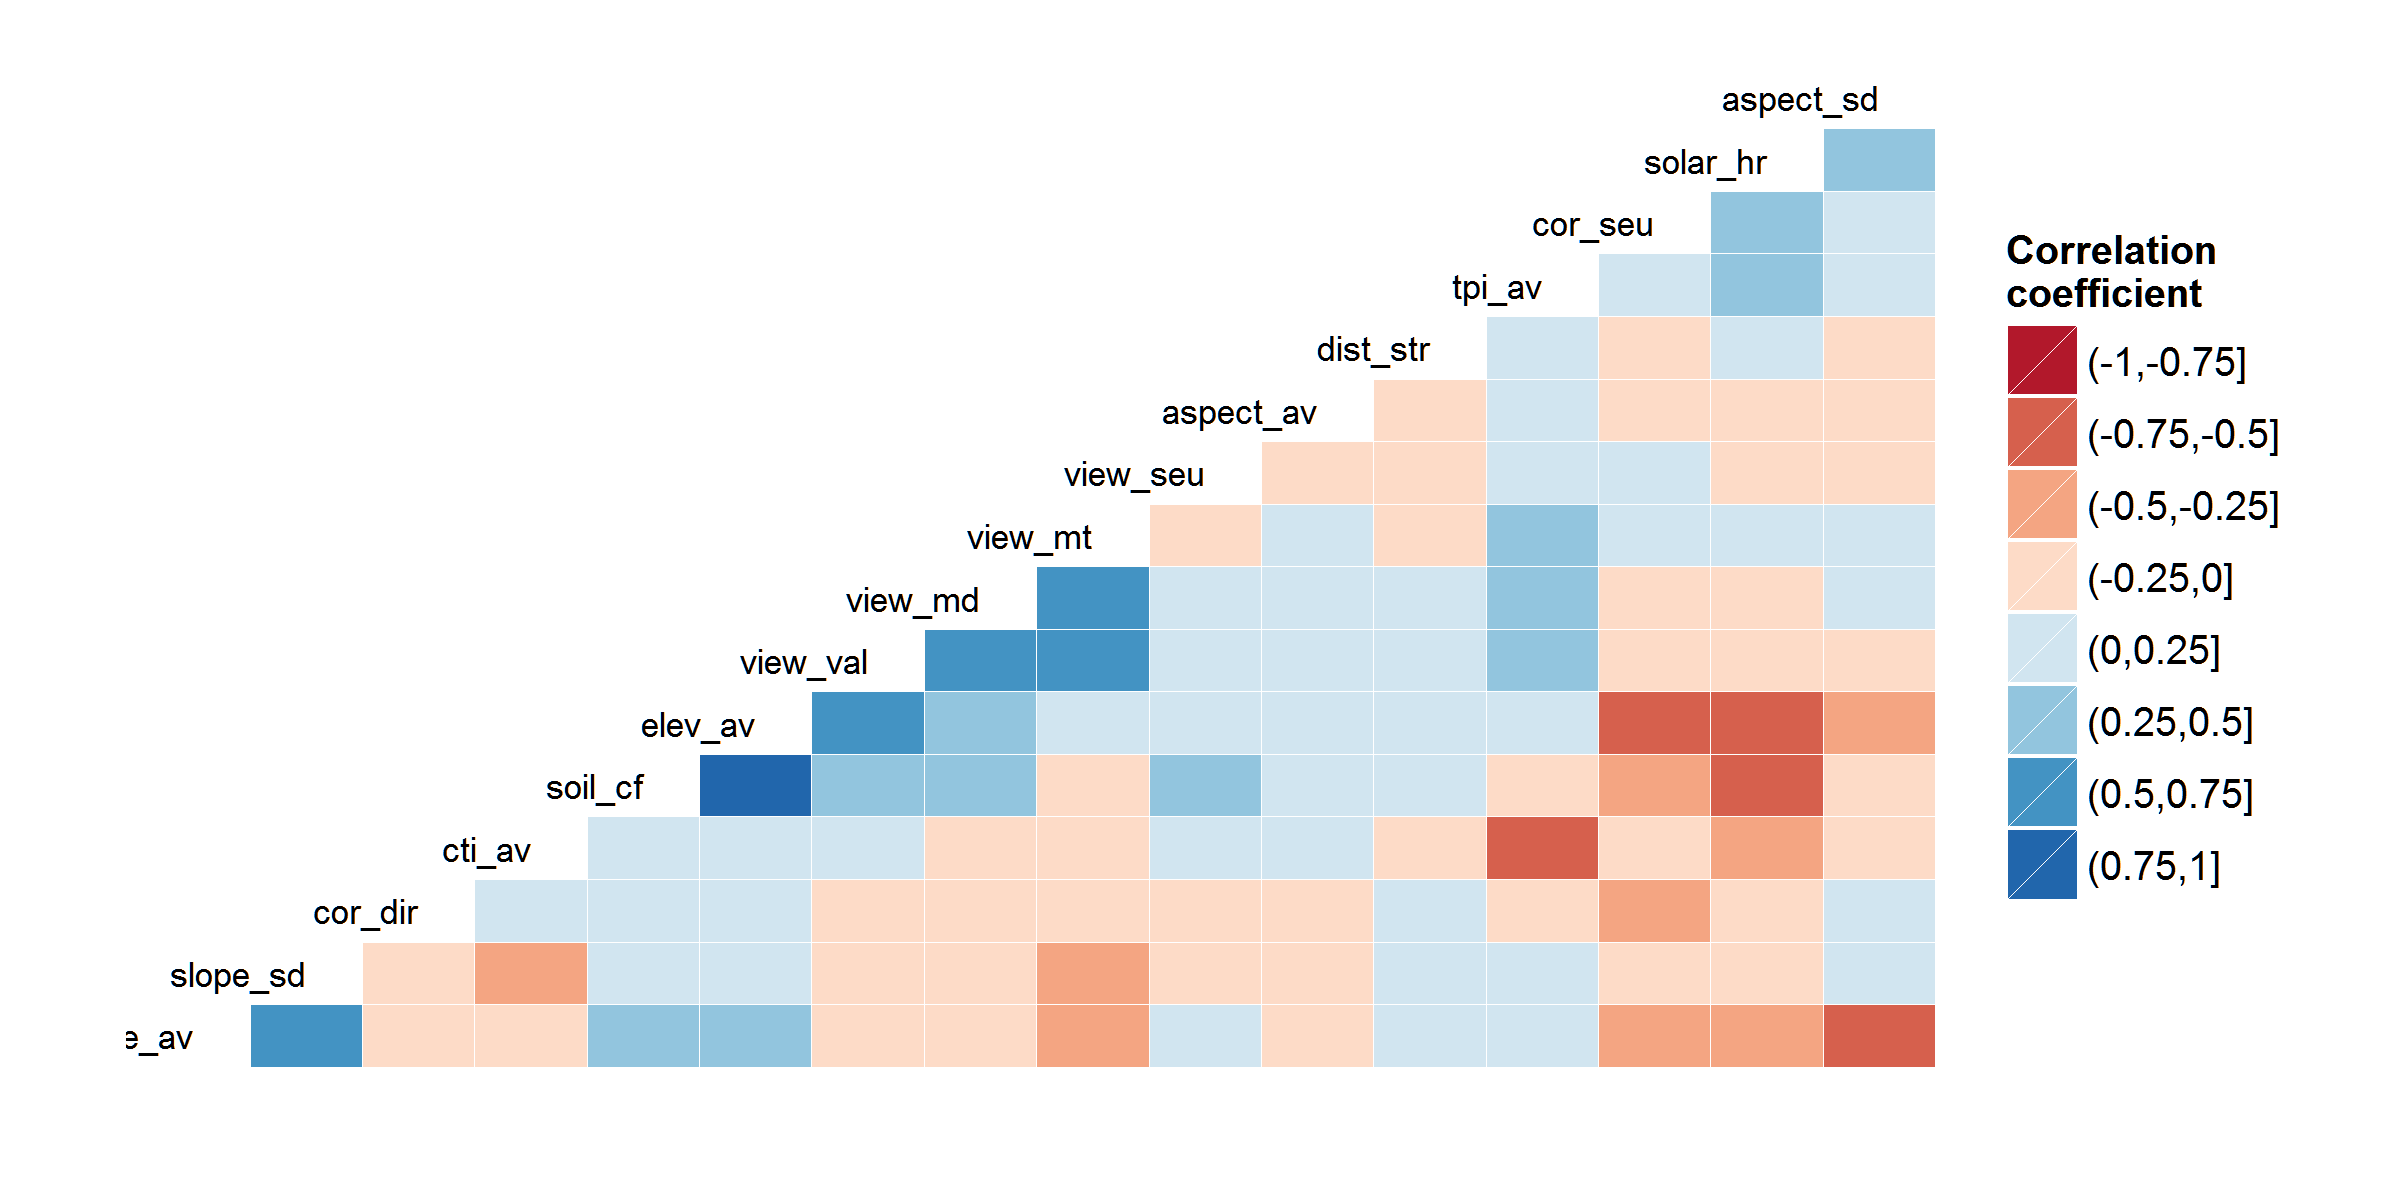 aspect_sd
solar_hr
cor_seu
tpi_av
dist_str
aspect_av
view_seu
view_mt
view_md
view_val
elev_av
soil_cf
cti_av
cor_dir
slope_sd
e_av
Correlation
coefficient
(-1,-0.75]
(-0.75,-0.5]
(-0.5,-0.25]
(-0.25,0]
(0,0.25]
(0.25,0.5]
(0.5,0.75]
(0.75,1]